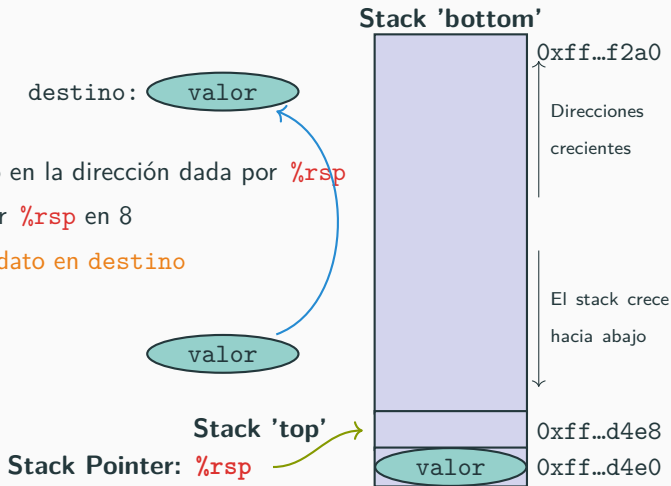 Stack 'bottom'
0xff…f2a0
destino: valor
Direcciones
crecientes
en la dirección dada por %rsp
%rsp en 8
dato en destino
El stack crece
hacia abajo
valor
Stack 'top'
0xff…d4e8
Stack Pointer: %rsp
valor
0xff…d4e0